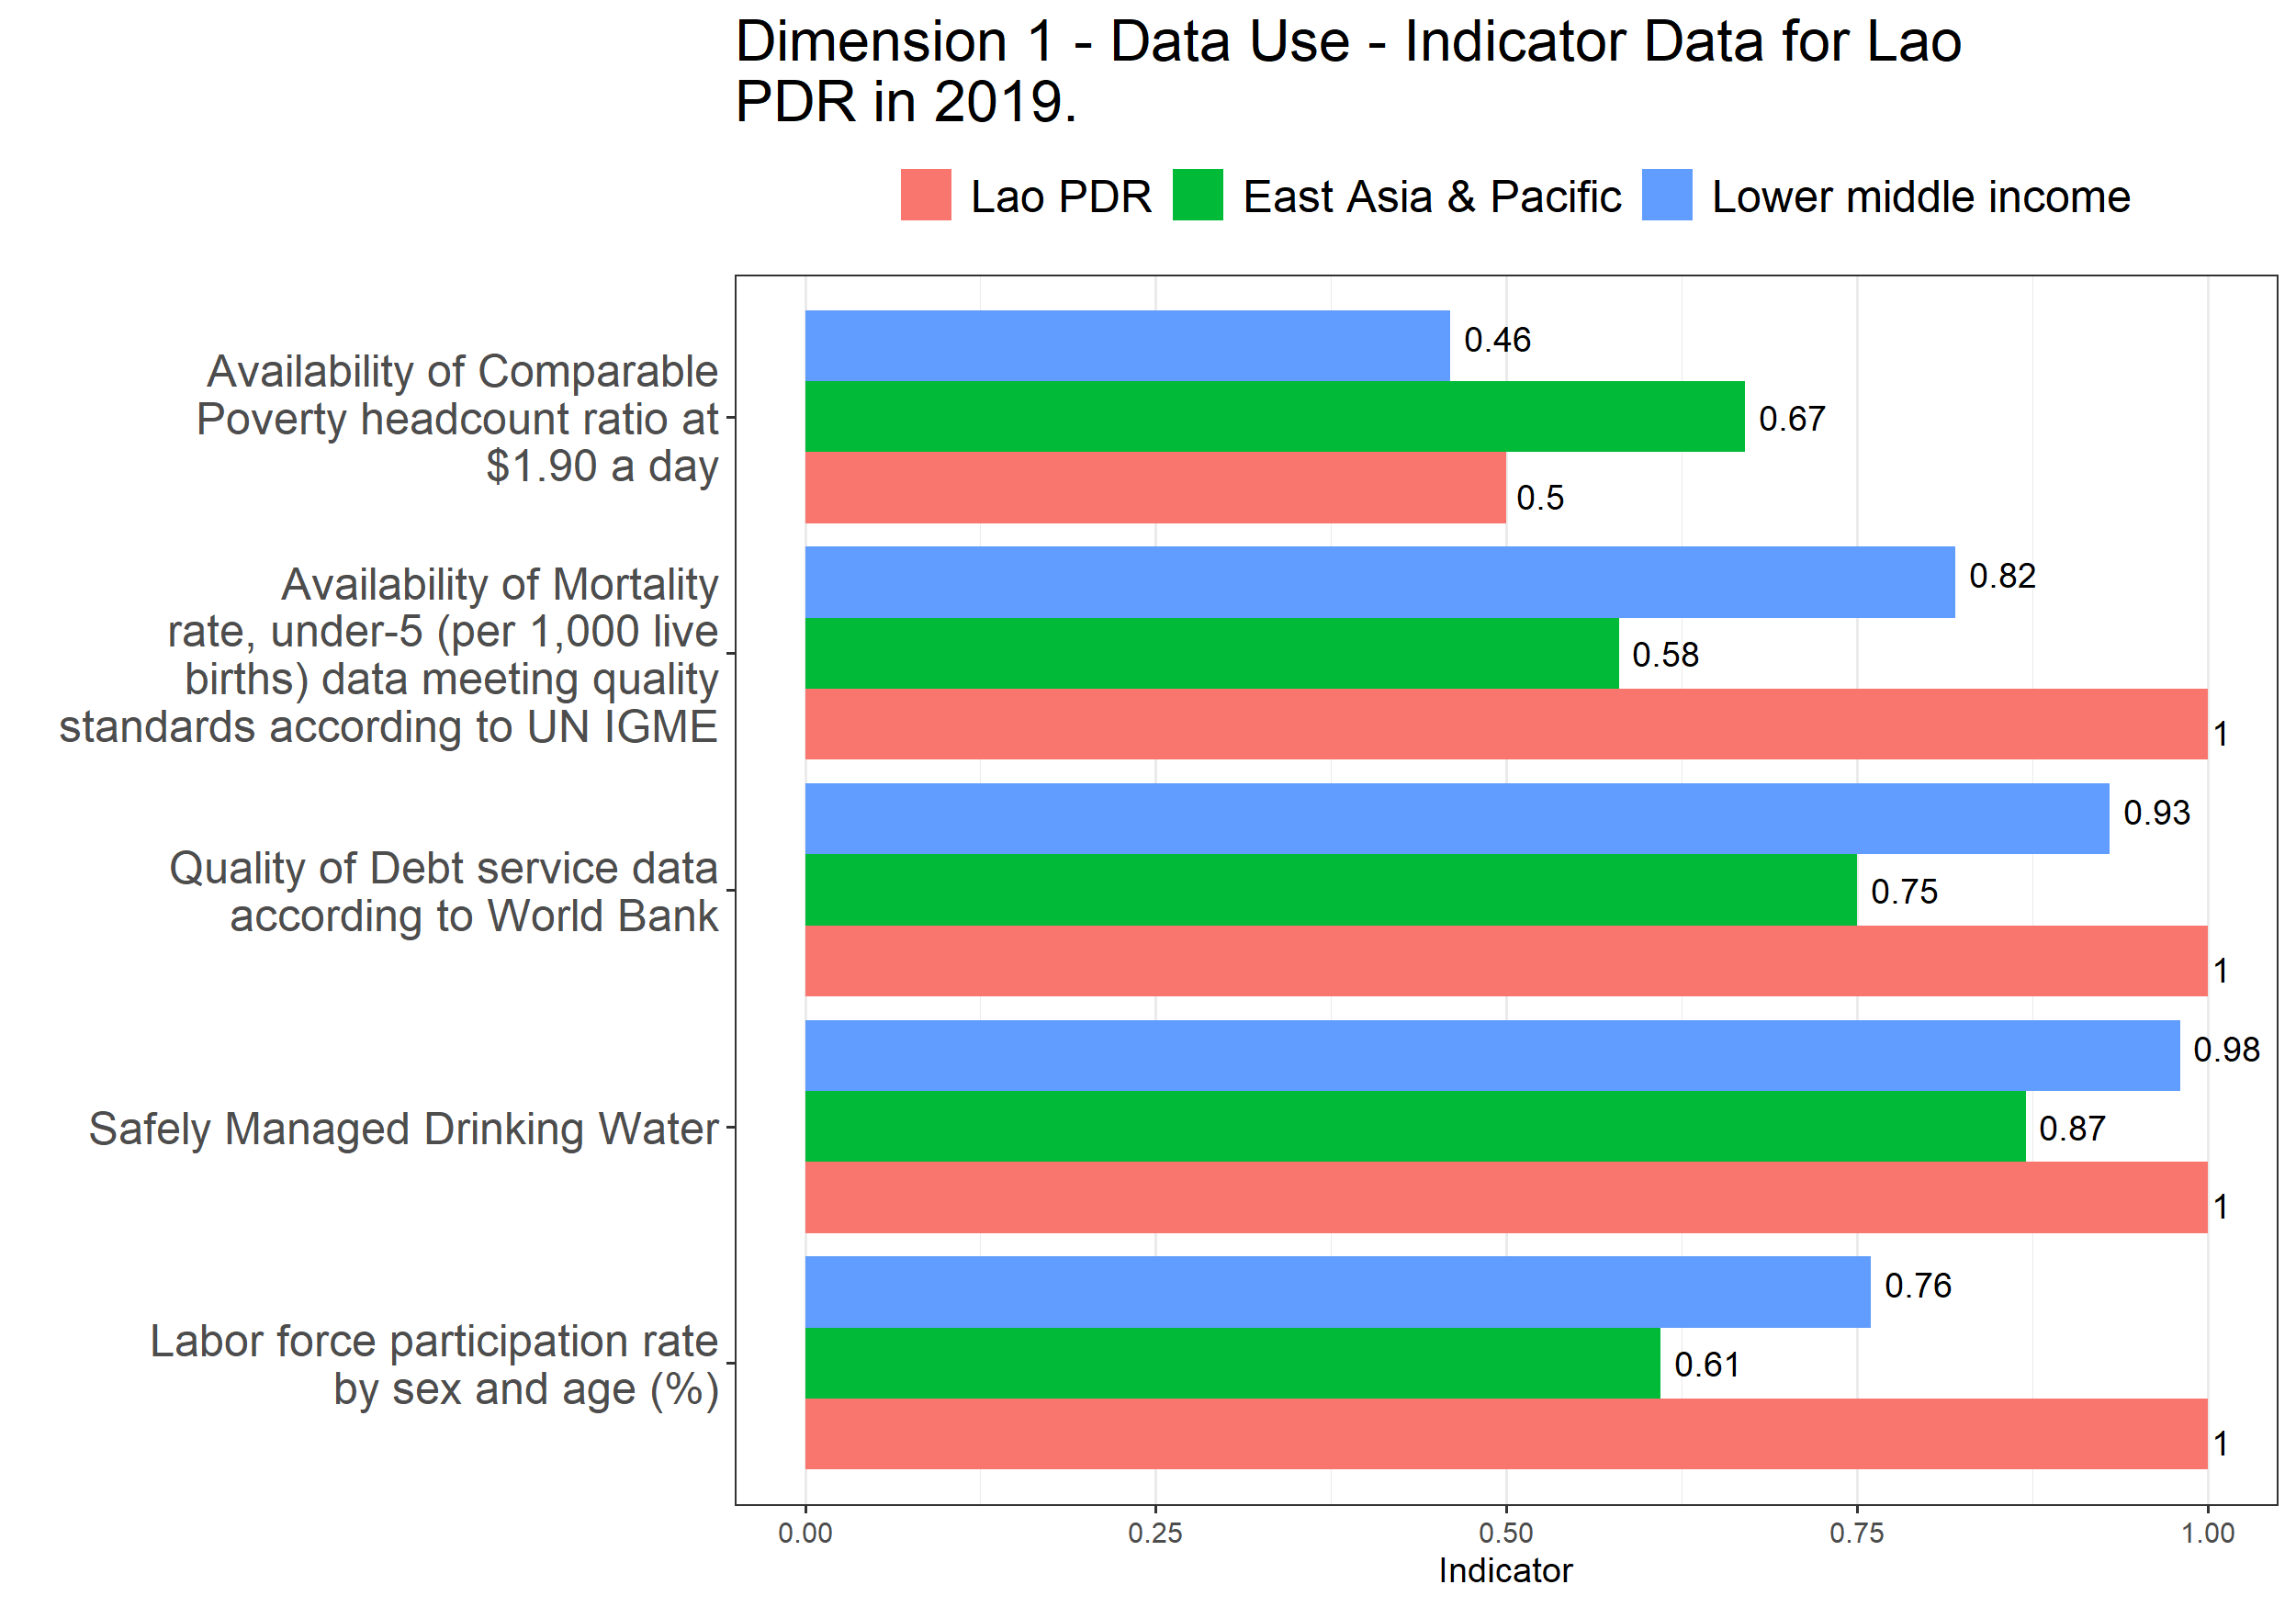 Dimension 1 - Data Use - Indicator Data for Lao
PDR in 2019.
Lao PDR
East Asia & Pacific
Lower middle income
Availability of Comparable
Poverty headcount ratio at
$1.90 a day
0.46
0.67
0.5
Availability of Mortality
rate, under-5 (per 1,000 live
births) data meeting quality
standards according to UN IGME
0.82
0.58
1
Quality of Debt service data
according to World Bank
0.93
0.75
1
Safely Managed Drinking Water
0.98
0.87
1
Labor force participation rate
by sex and age (%)
0.76
0.61
1
0.00 0.25 0.50 0.75 1.00
Indicator